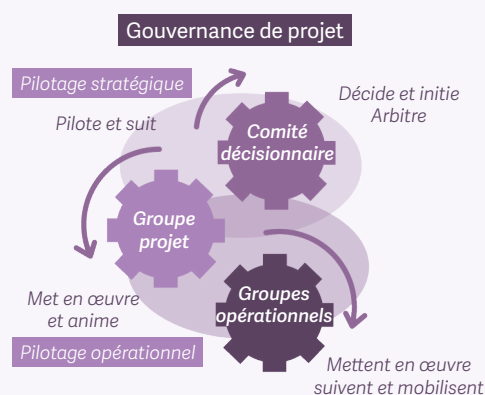 Gouvernance de projet
Pilotage stratégique
Pilote et suit
Décide et initie
Arbitre
Comité
décisionnaire
Groupe
projet
Met en œuvre
et anime
Pilotage opérationnel
Groupes
opérationnels
Mettent en œuvre
suivent et mobilisent